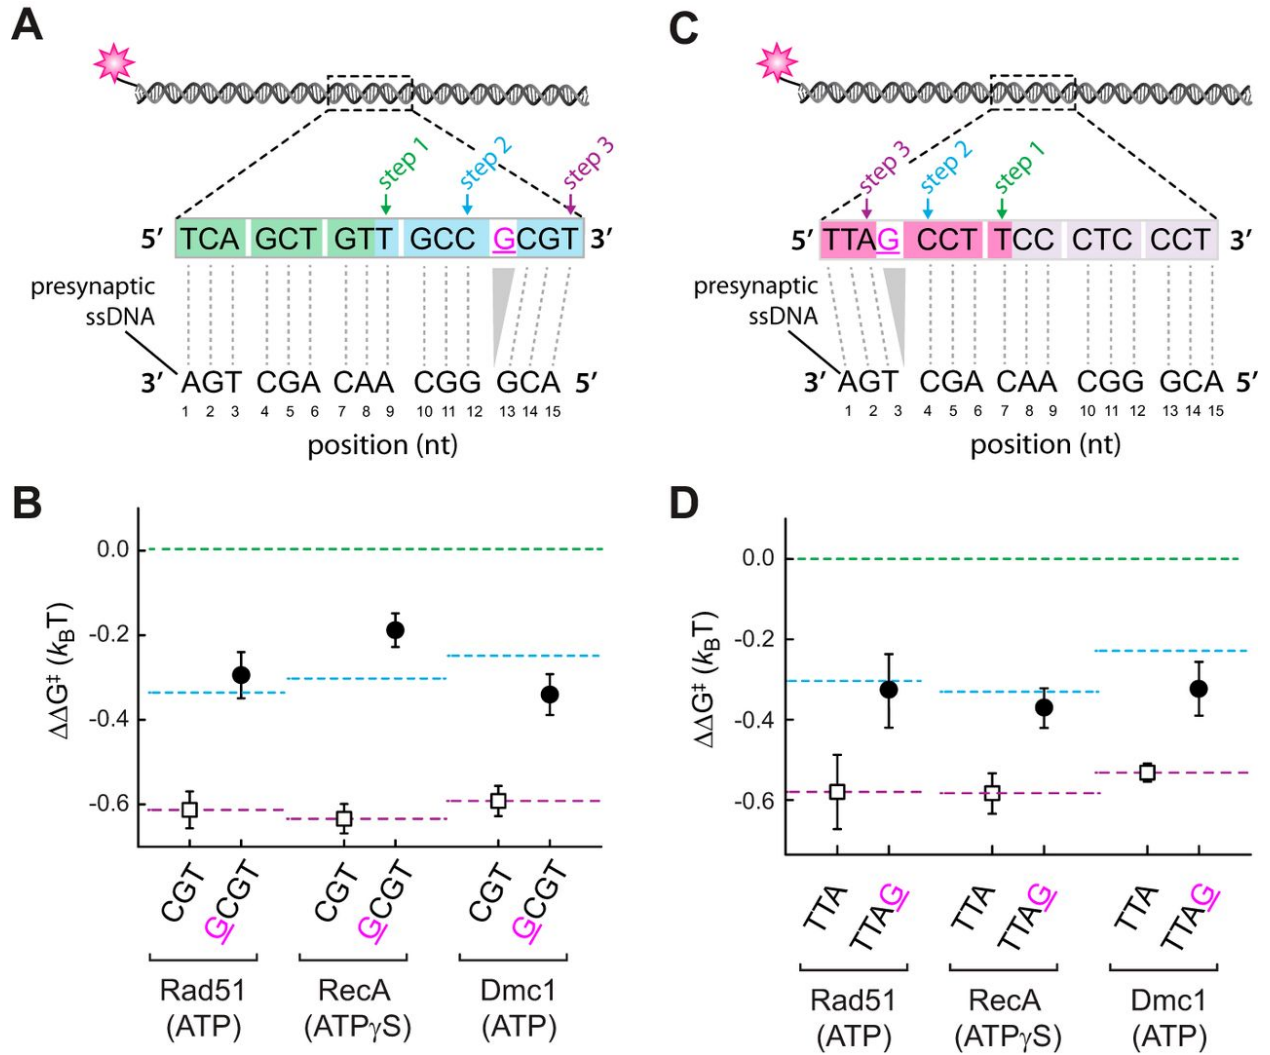 A
step 1
step 2
step 3
5′ TCA GCT GTT GCC GCGT 3′
presynaptic
ssDNA
3′ AGT CGA CAA CGG GCA 5′
1 2 3 4 5 6 7 8 9 10 11 12 13 14 15
position (nt)
C
step 3
step 2
step 1
5′ TTAG CCT TCC CTC CCT 3′
presynaptic
ssDNA
3′ AGT CGA CAA CGG GCA 5′
1 2 3 4 5 6 7 8 9 10 11 12 13 14 15
position (nt)
B
ΔΔG‡ (kBT)
0.0
-0.2
-0.4
-0.6
CGT
GCGT
CGT
GCGT
CGT
GCGT
Rad51
(ATP)
RecA
(ATPγS)
Dmc1
(ATP)
D
ΔΔG‡ (kBT)
0.0
-0.2
-0.4
-0.6
TTA
TTAG
TTA
TTAG
TTA
TTAG
Rad51
(ATP)
RecA
(ATPγS)
Dmc1
(ATP)